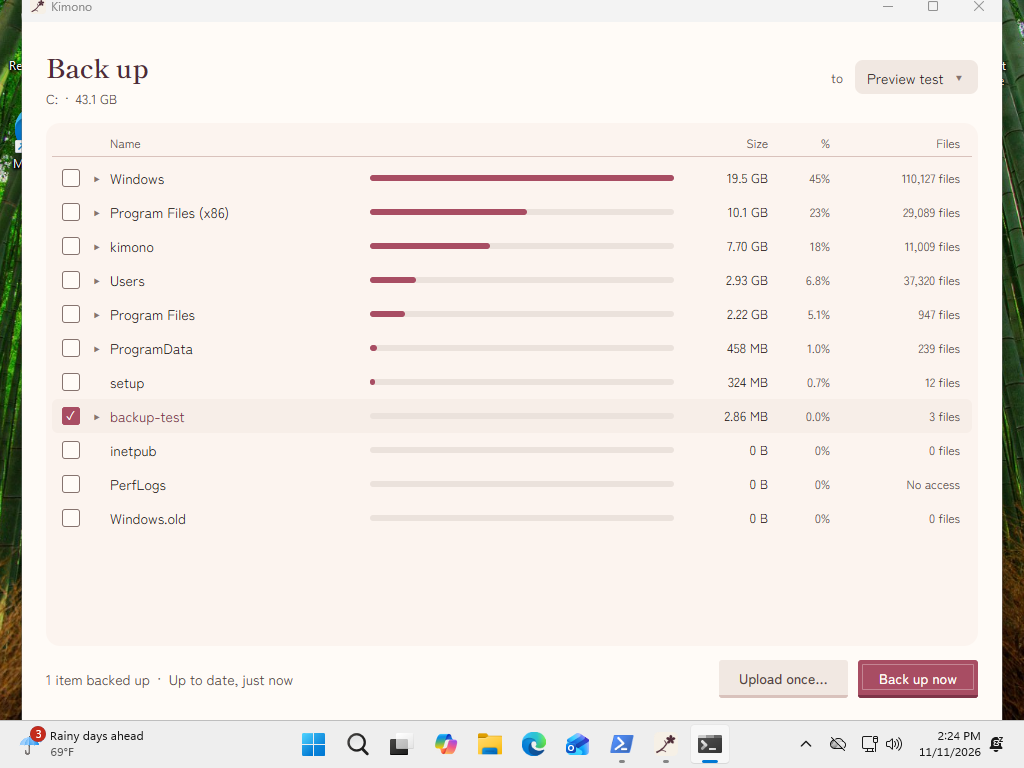 Kimono
Back up
C: · 43.1 GB
to
Preview test
Name Size % Files
Windows 19.5 GB 45% 110,127 files
Program Files (x86) 10.1 GB 23% 29,089 files
kimono 7.70 GB 18% 11,009 files
Users 2.93 GB 6.8% 37,320 files
Program Files 2.22 GB 5.1% 947 files
ProgramData 458 MB 1.0% 239 files
setup 324 MB 0.7% 12 files
backup-test 2.86 MB 0.0% 3 files
inetpub 0 B 0% 0 files
PerfLogs 0 B 0% No access
Windows.old 0 B 0% 0 files
1 item backed up · Up to date, just now
Upload once...
Back up now
3
Rainy days ahead
69°F
2:24 PM
11/11/2026